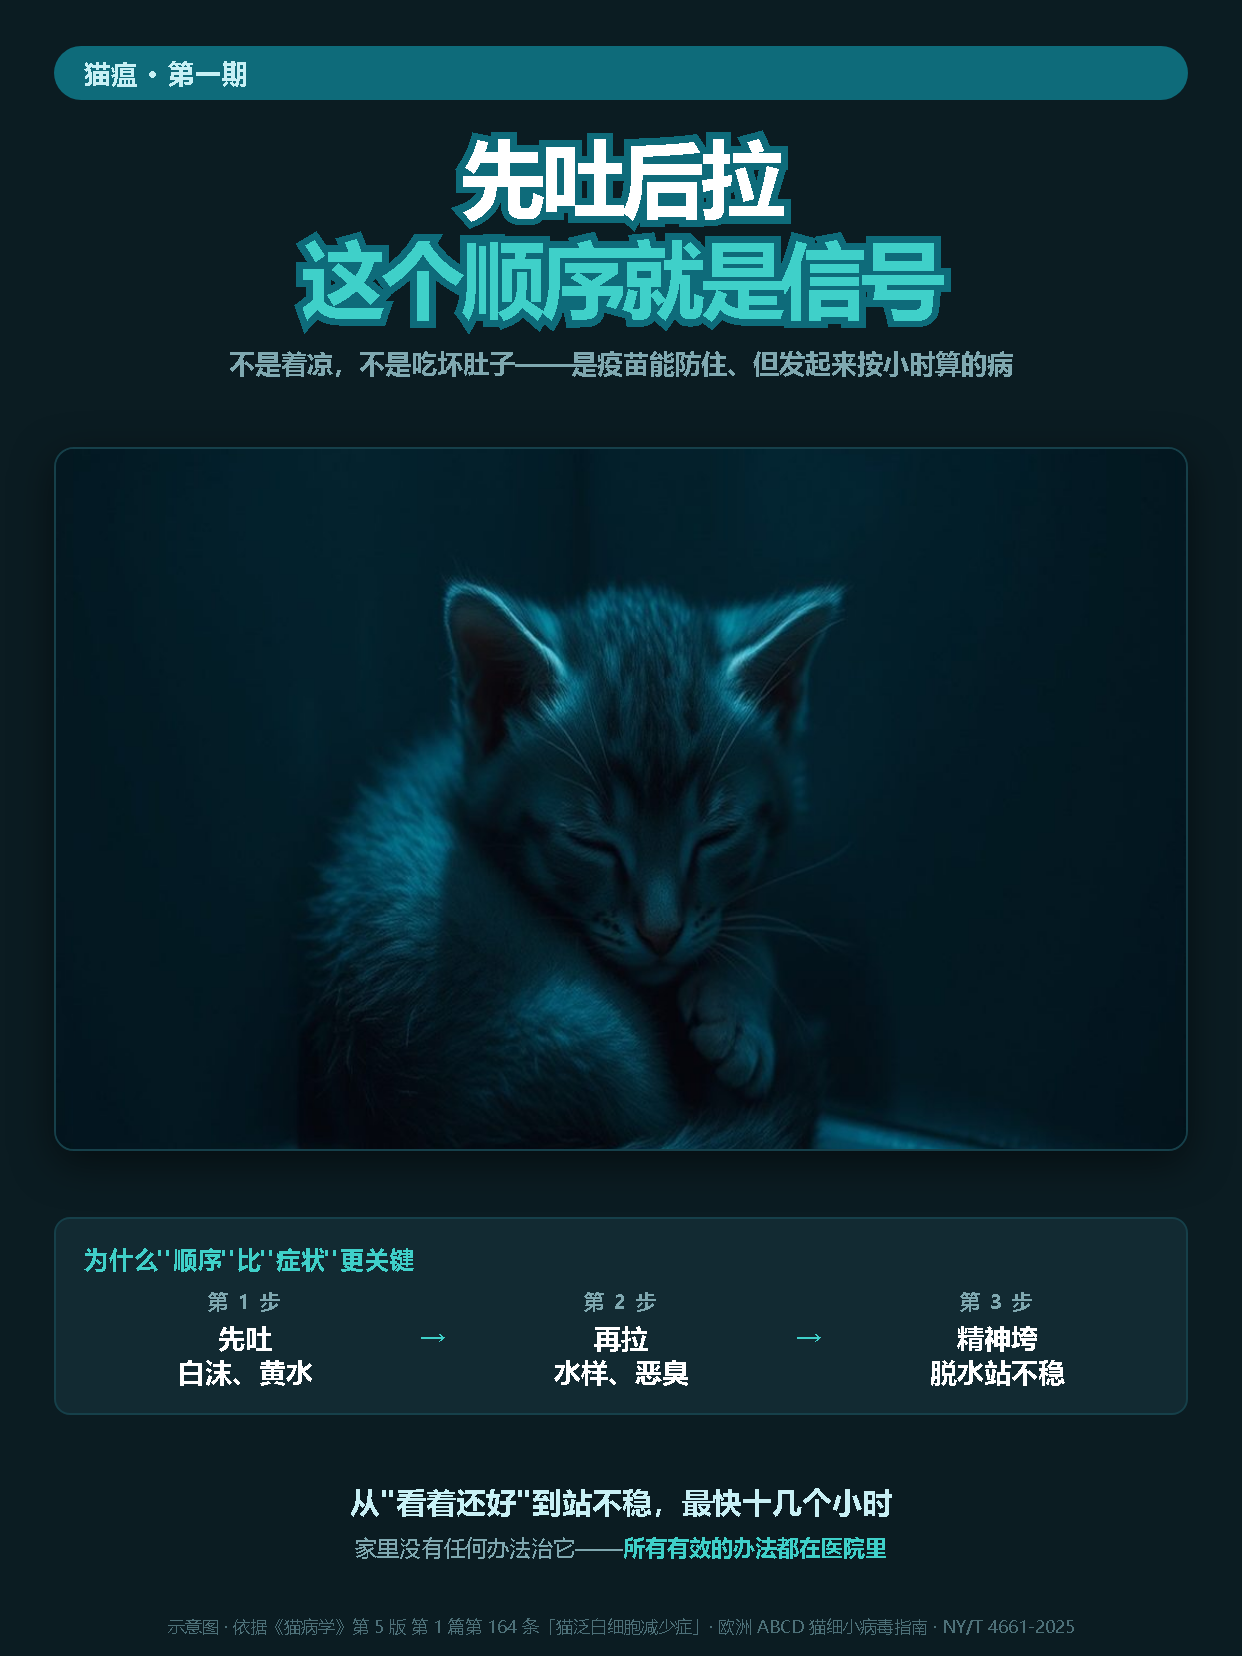 猫瘟 · 第一期
先吐后拉
这个顺序就是信号
不是着凉，不是吃坏肚子——是疫苗能防住、但发起来按小时算的病
为什么"顺序"比"症状"更关键
第 1 步
先吐
白沫、黄水
→
第 2 步
再拉
水样、恶臭
→
第 3 步
精神垮
脱水站不稳
从"看着还好"到站不稳，最快十几个小时
家里没有任何办法治它——所有有效的办法都在医院里
示意图 · 依据《猫病学》第 5 版 第 1 篇第 164 条「猫泛白细胞减少症」· 欧洲 ABCD 猫细小病毒指南 · NY/T 4661-2025